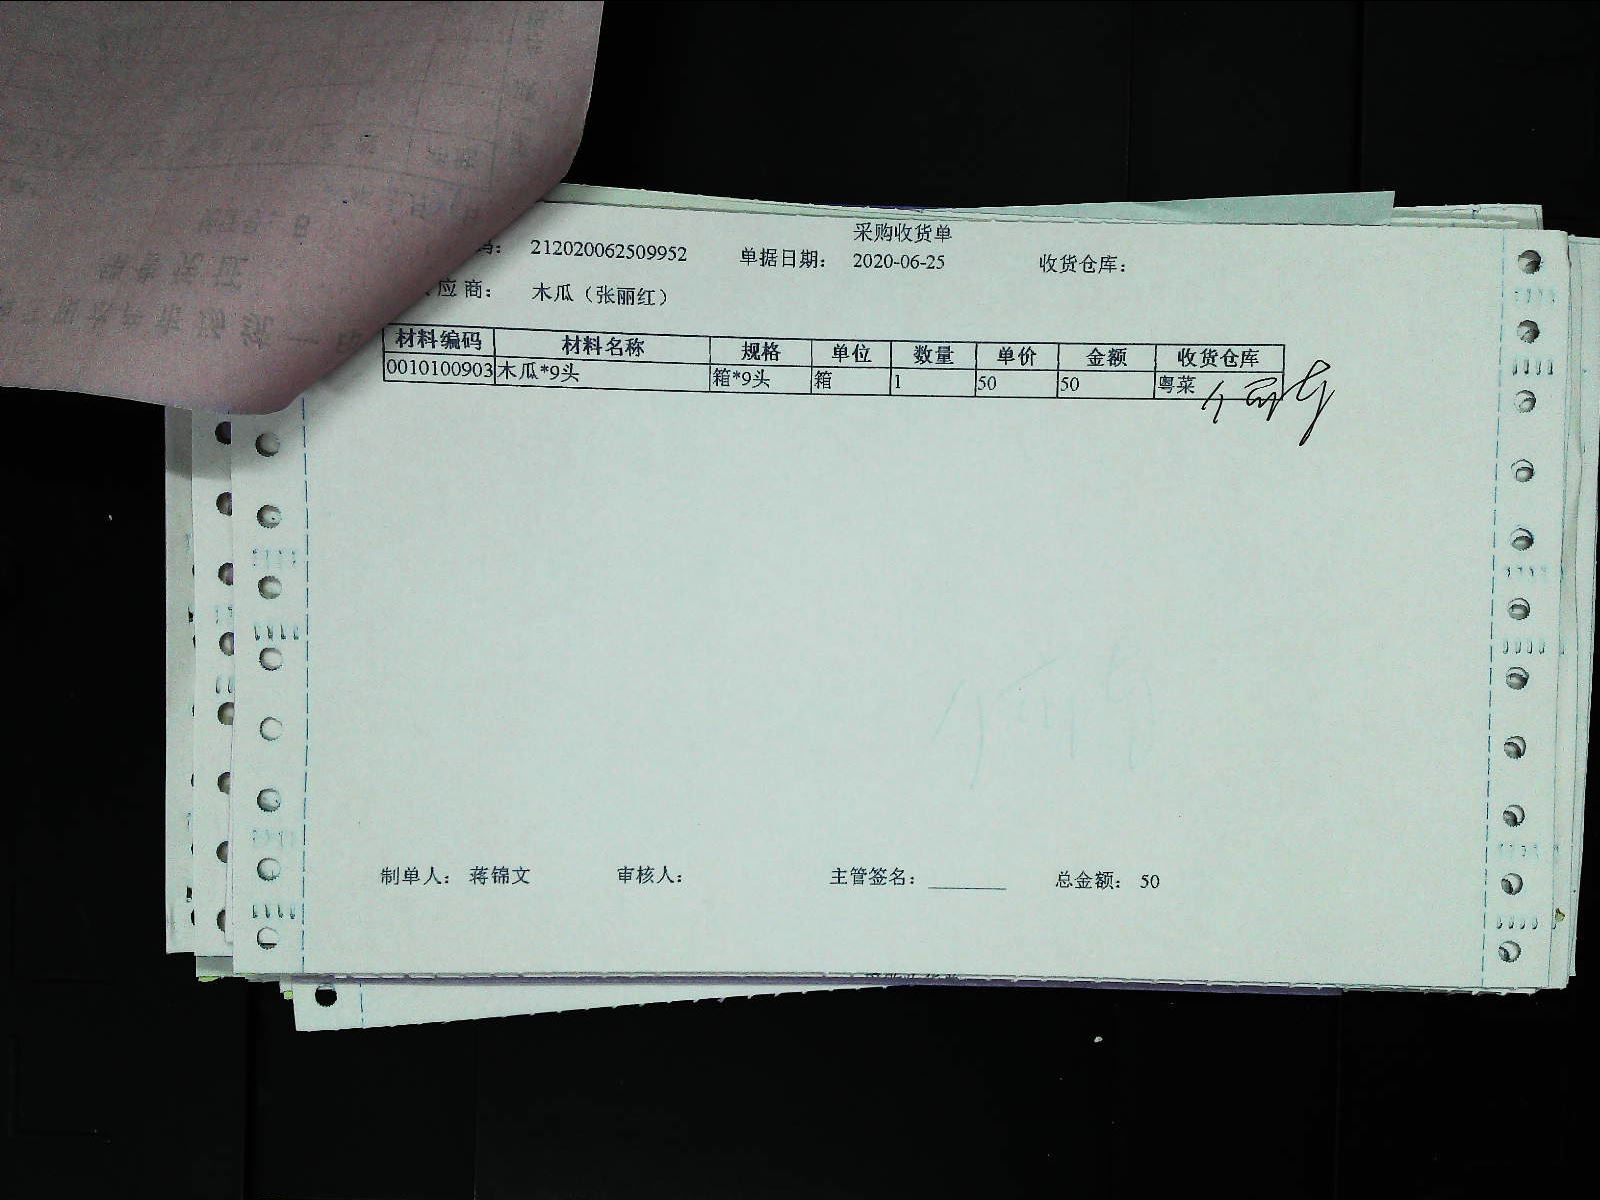 采购收货单
码： 212020062509952 单据日期： 2020-06-25 收货仓库：
应商： 木瓜（张丽红）
材料编码 材料名称 规格 单位 数量 单价 金额 收货仓库
0010100903 木瓜*9头 箱*9头 箱 1 50 50 粤菜
制单人： 蒋锦文 审核人： 主管签名： 总金额： 50